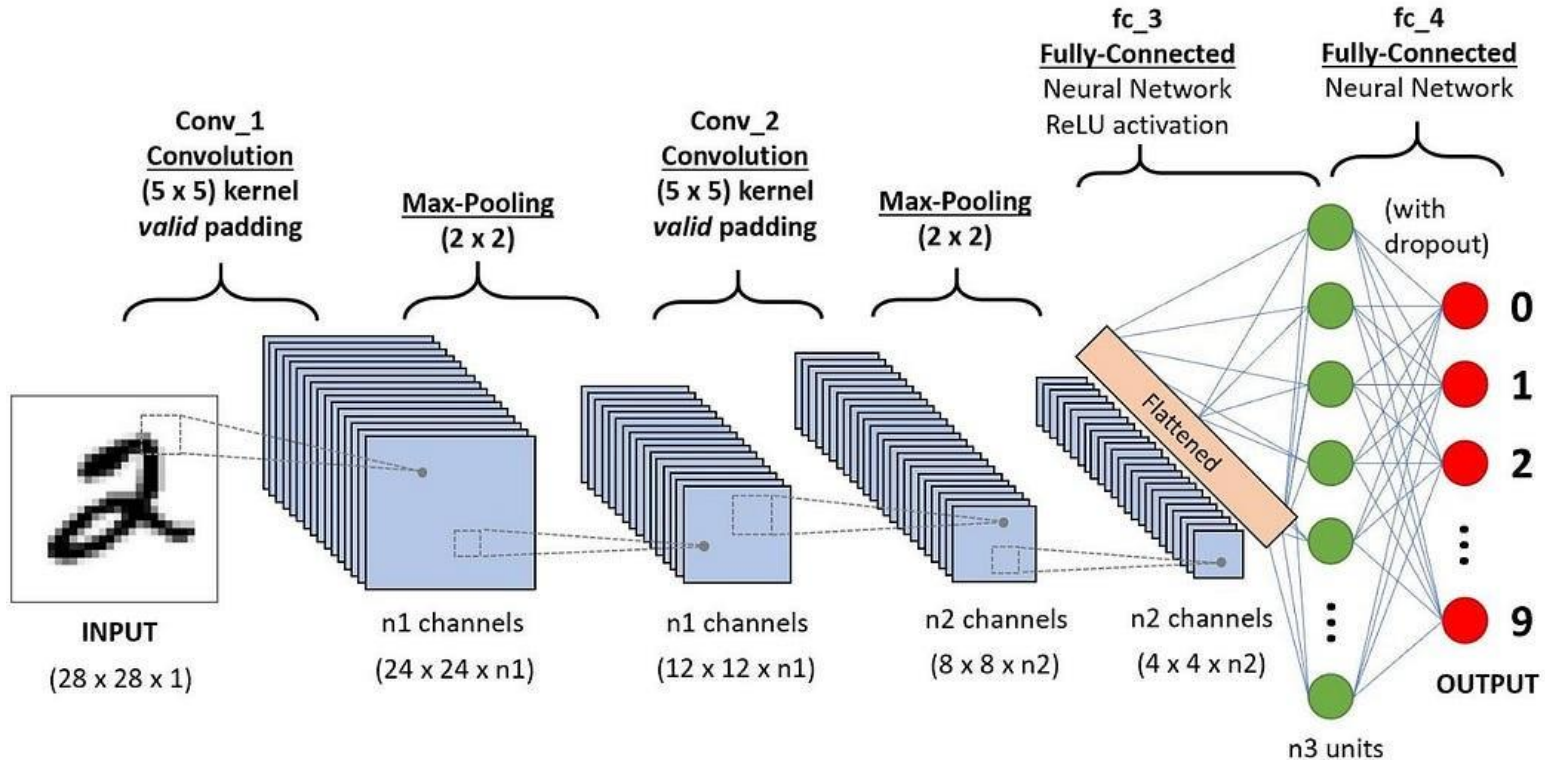 Conv_1
Convolution
(5 x 5) kernel
valid padding
Max-Pooling
(2 x 2)
Conv_2
Convolution
(5 x 5) kernel
valid padding
Max-Pooling
(2 x 2)
fc_3
Fully-Connected
Neural Network
ReLU activation
fc_4
Fully-Connected
Neural Network
(with
dropout)
Flattened
0
1
2
9
OUTPUT
2
INPUT
(28 x 28 x 1)
n1 channels
(24 x 24 x n1)
n1 channels
(12 x 12 x n1)
n2 channels
(8 x 8 x n2)
n2 channels
(4 x 4 x n2)
n3 units